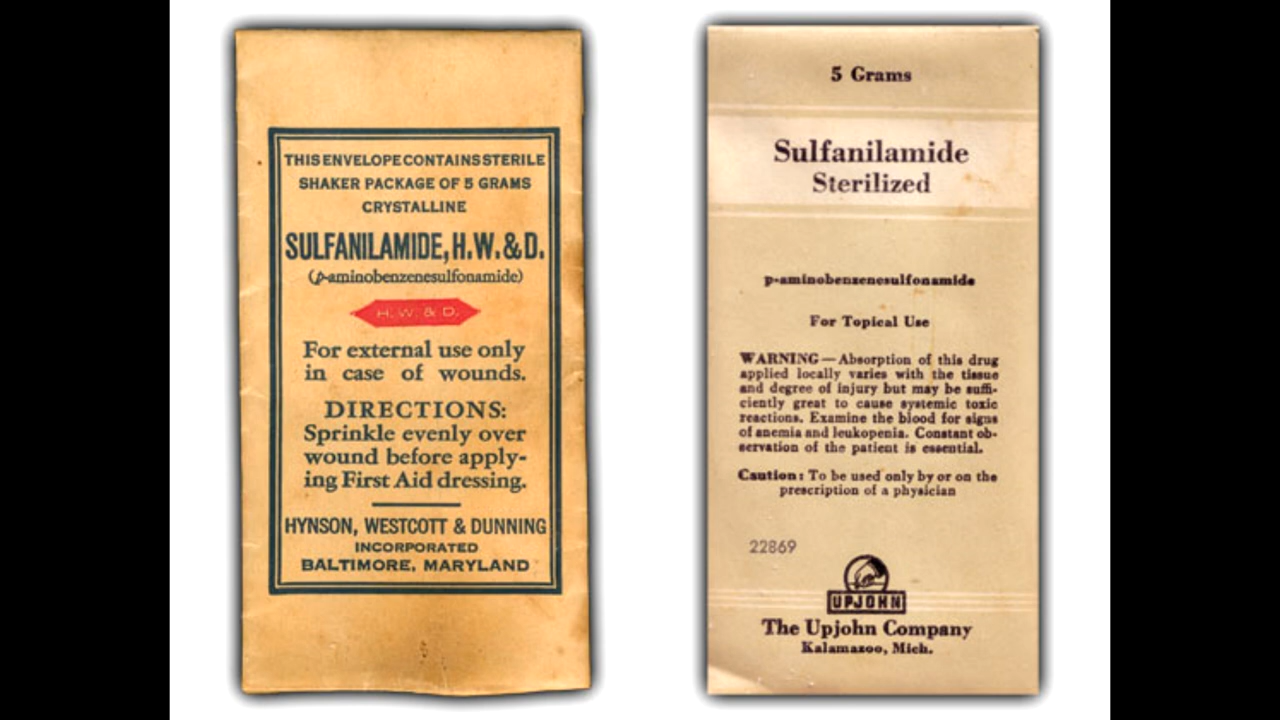 THIS ENVELOPE CONTAINS STERILE
SHAKER PACKAGE OF 5 GRAMS
CRYSTALLINE
SULFANILAMIDE, H.W.&D.
(p-aminobenzenesulfonamide)
H. W. & D.
For external use only
in case of wounds.
DIRECTIONS:
Sprinkle evenly over
wound before apply-
ing First Aid dressing.
HYNSON, WESTCOTT & DUNNING
INCORPORATED
BALTIMORE, MARYLAND
5 Grams
Sulfanilamide
Sterilized
p-aminobenzenesulfonamide
For Topical Use
WARNING—Absorption of this drug
applied locally varies with the tissue
and degree of injury but may be suffi-
ciently great to cause systemic toxic
reactions. Examine the blood for signs
of anemia and leukopenia. Constant ob-
servation of the patient is essential.
Caution: To be used only by or on the
prescription of a physician
22869
UPJOHN
The Upjohn Company
Kalamazoo, Mich.